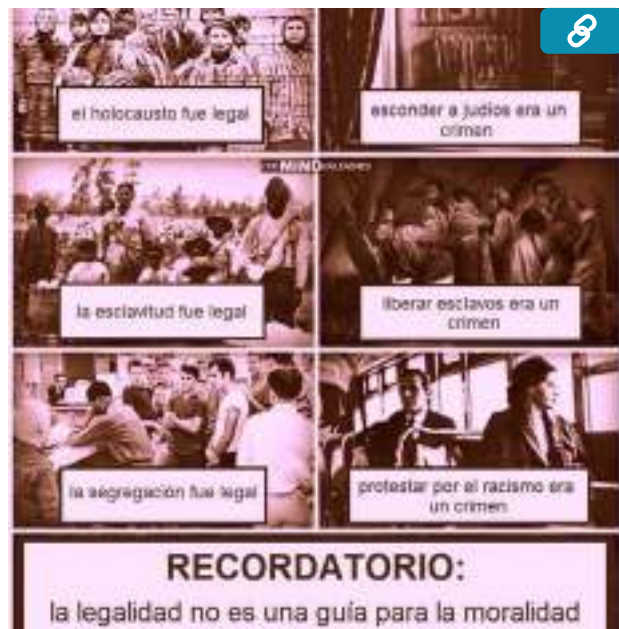 el holocausto fue legal
esconder a judíos era un
crimen
MIND
la esclavitud fue legal
liberar esclavos era un
crimen
la segregación fue legal
protestar por el racismo era
un crimen
RECORDATORIO:
la legalidad no es una guía para la moralidad